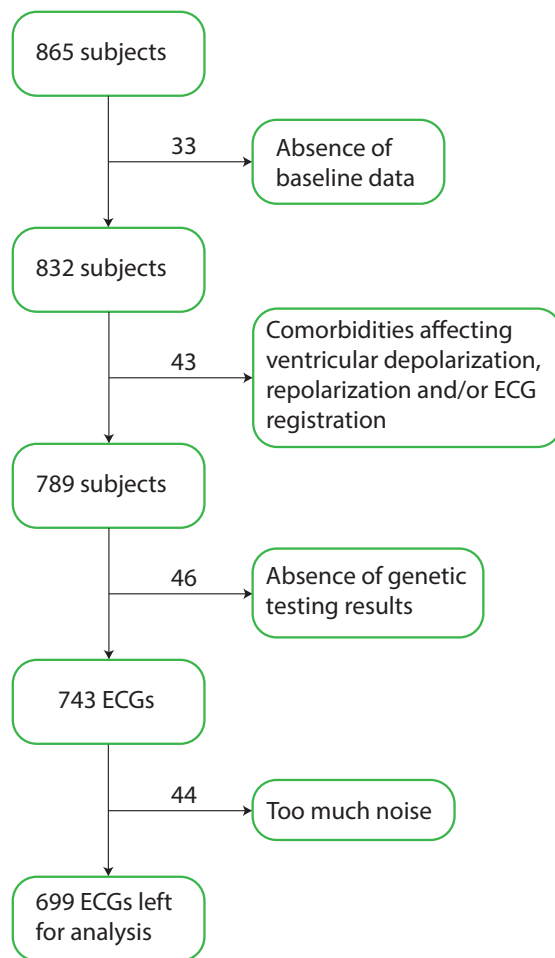 865 subjects
33
Absence of
baseline data
832 subjects
43
Comorbidities affecting
ventricular depolarization,
repolarization and/or ECG
registration
789 subjects
46
Absence of genetic
testing results
743 ECGs
44
Too much noise
699 ECGs left
for analysis